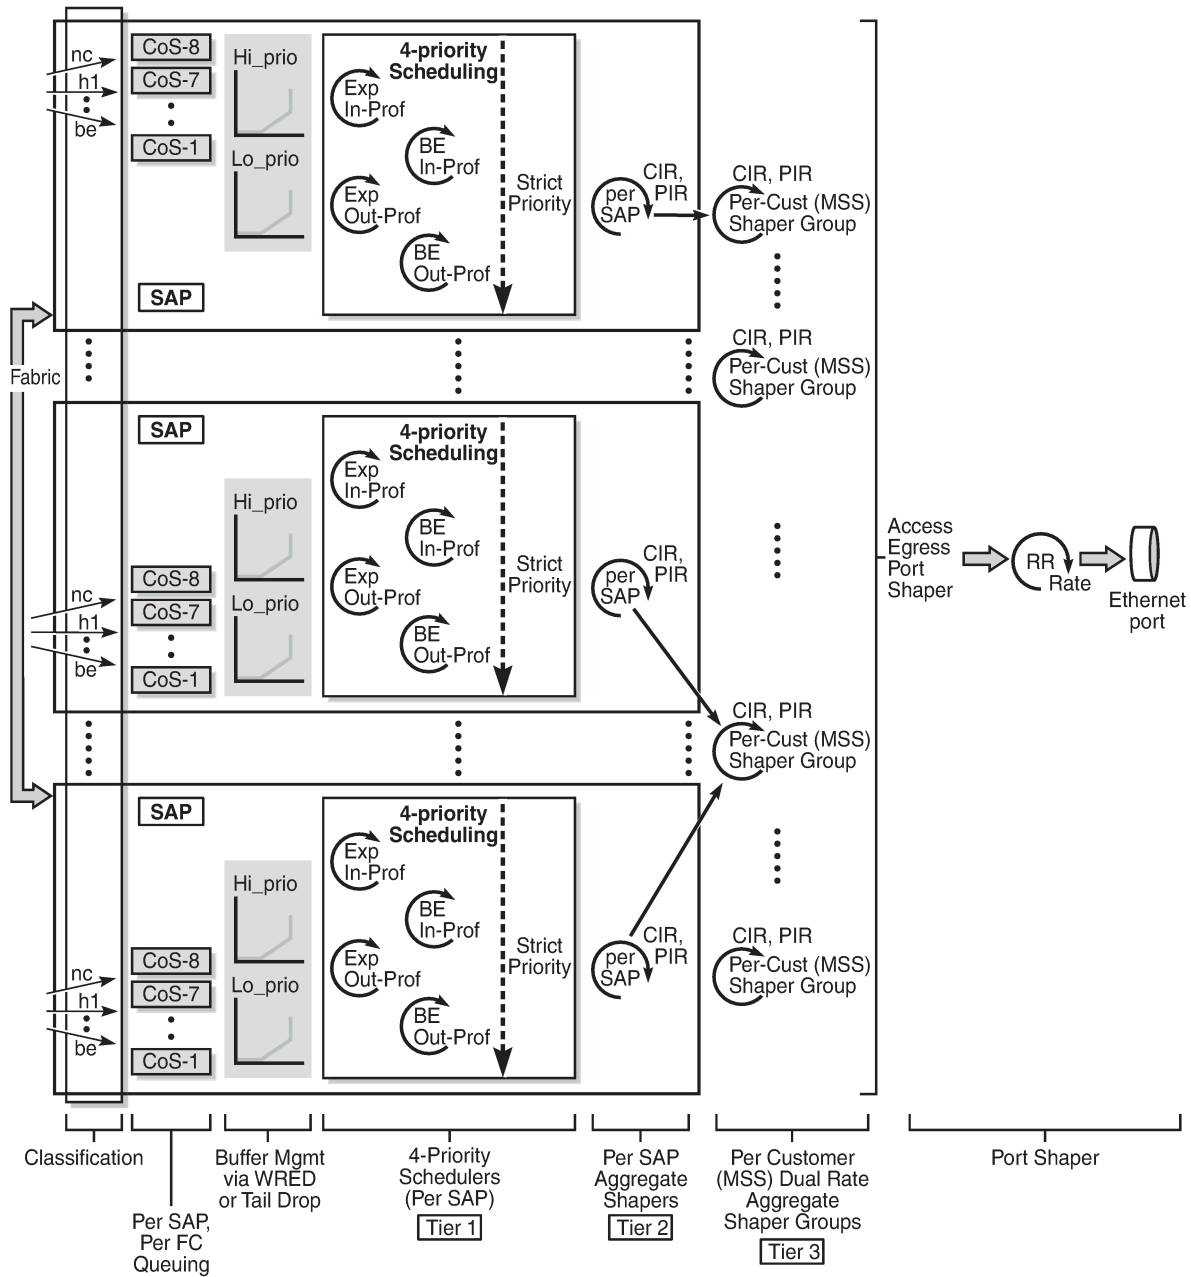 nc
h1
be
CoS-8
CoS-7
CoS-1
Hi_prio
Lo_prio
4-priority
Scheduling
Exp
In-Prof
BE
In-Prof
Exp
Out-Prof
BE
Out-Prof
Strict
Priority
per
SAP
CIR,
PIR
CIR, PIR
Per-Cust (MSS)
Shaper Group
SAP
CIR, PIR
Per-Cust (MSS)
Shaper Group
Fabric
SAP
nc
h1
be
CoS-8
CoS-7
CoS-1
Hi_prio
Lo_prio
4-priority
Scheduling
Exp
In-Prof
BE
In-Prof
Exp
Out-Prof
BE
Out-Prof
Strict
Priority
per
SAP
CIR,
PIR
Access
Egress
Port
Shaper
RR
Rate
Ethernet
port
CIR, PIR
Per-Cust (MSS)
Shaper Group
SAP
nc
h1
be
CoS-8
CoS-7
CoS-1
Hi_prio
Lo_prio
4-priority
Scheduling
Exp
In-Prof
BE
In-Prof
Exp
Out-Prof
BE
Out-Prof
Strict
Priority
per
SAP
CIR,
PIR
CIR, PIR
Per-Cust (MSS)
Shaper Group
Classification
Per SAP,
Per FC
Queuing
Buffer Mgmt
via WRED
or Tail Drop
4-Priority
Schedulers
(Per SAP)
Tier 1
Per SAP
Aggregate
Shapers
Tier 2
Per Customer
(MSS) Dual Rate
Aggregate
Shaper Groups
Tier 3
Port Shaper